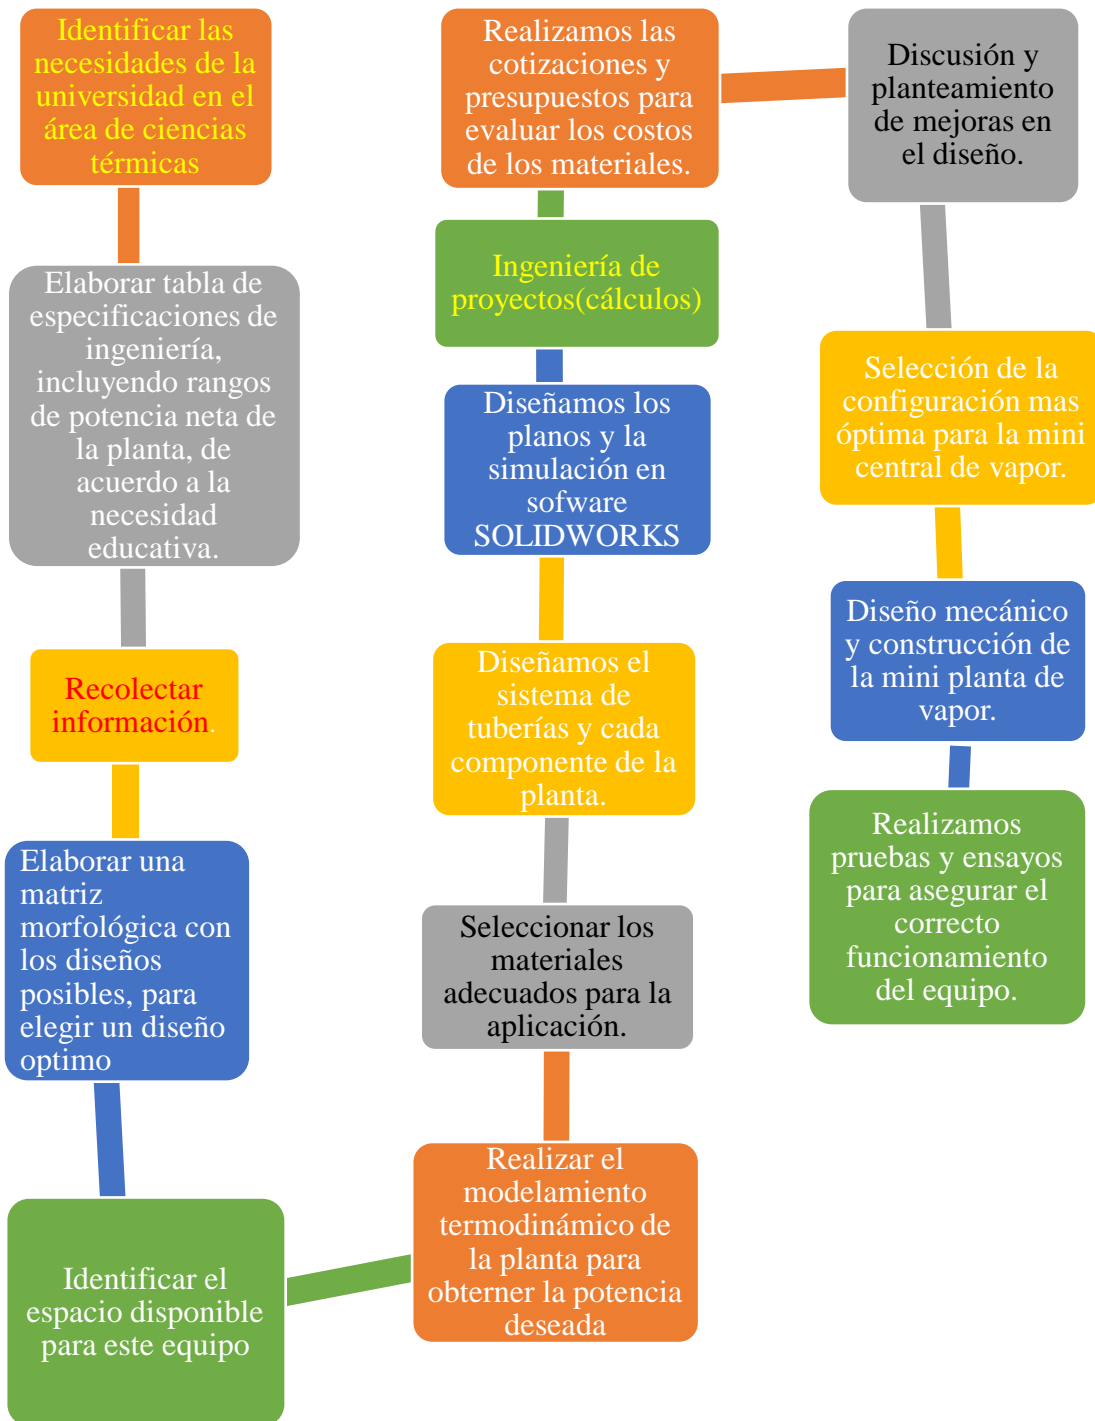 Identificar las
necesidades de la
universidad en el
área de ciencias
térmicas
Elaborar tabla de
especificaciones de
ingeniería,
incluyendo rangos
de potencia neta de
la planta, de
acuerdo a la
necesidad
educativa.
Recolectar
información.
Elaborar una
matriz
morfológica con
los diseños
posibles, para
elegir un diseño
optimo
Identificar el
espacio disponible
para este equipo
Realizar el
modelamiento
termodinámico de
la planta para
obterner la potencia
deseada
Seleccionar los
materiales
adecuados para la
aplicación.
Diseñamos el
sistema de
tuberías y cada
componente de la
planta.
Diseñamos los
planos y la
simulación en
sofware
SOLIDWORKS
Ingeniería de
proyectos(cálculos)
Realizamos las
cotizaciones y
presupuestos para
evaluar los costos
de los materiales.
Discusión y
planteamiento
de mejoras en
el diseño.
Selección de la
configuración mas
óptima para la mini
central de vapor.
Diseño mecánico
y construcción de
la mini planta de
vapor.
Realizamos
pruebas y ensayos
para asegurar el
correcto
funcionamiento
del equipo.